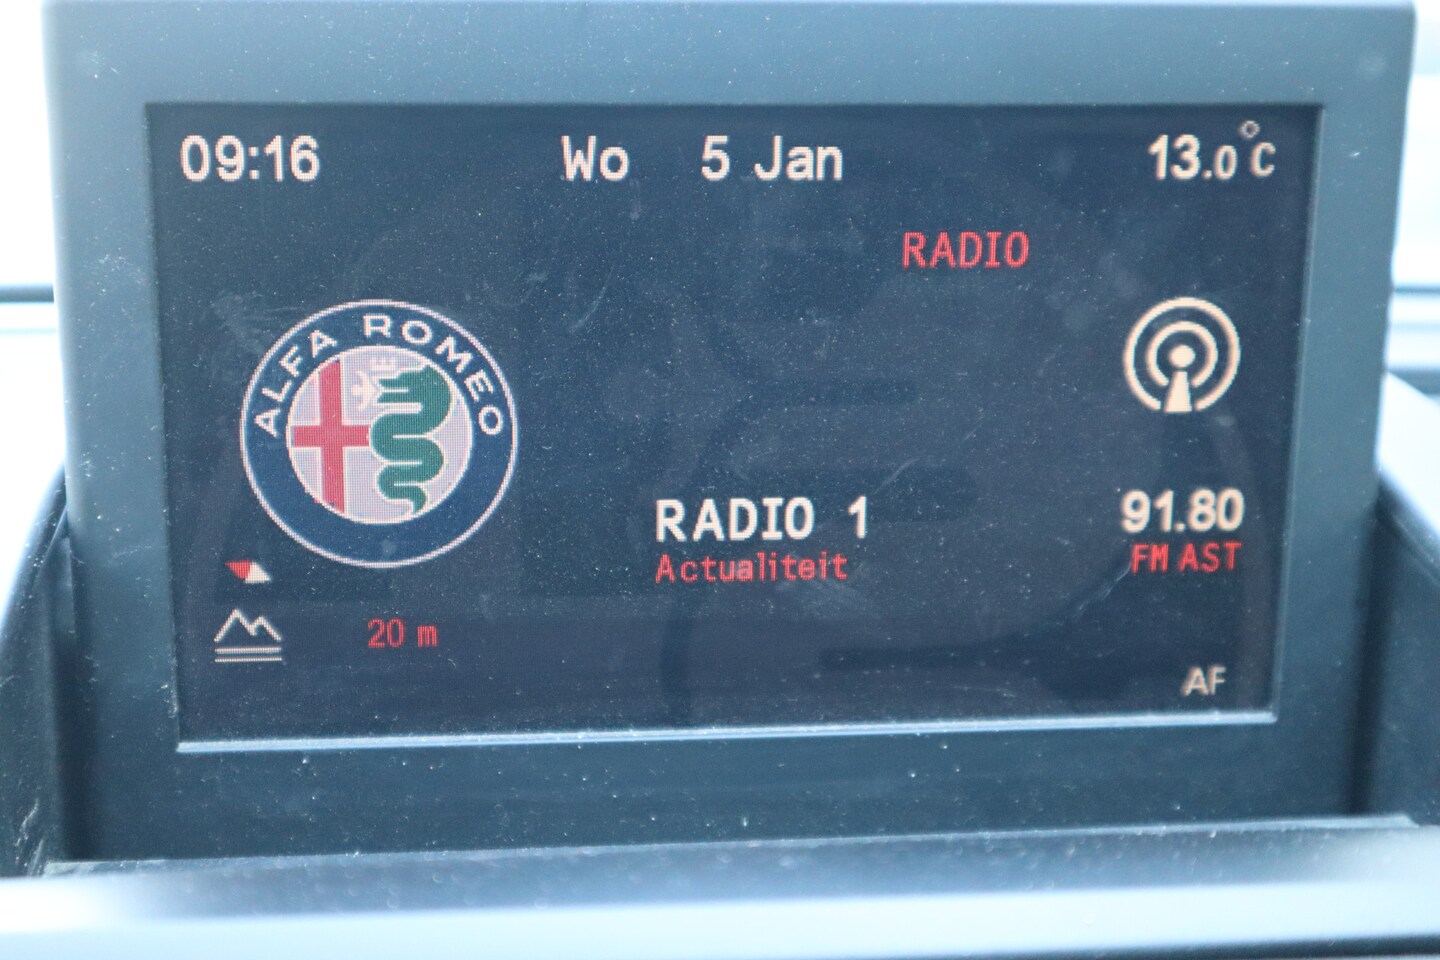 09:16 Wo 5 Jan 13.0°C
RADIO
ALFA ROMEO
RADIO 1 91.80
Actualiteit FM AST
20 m
AF